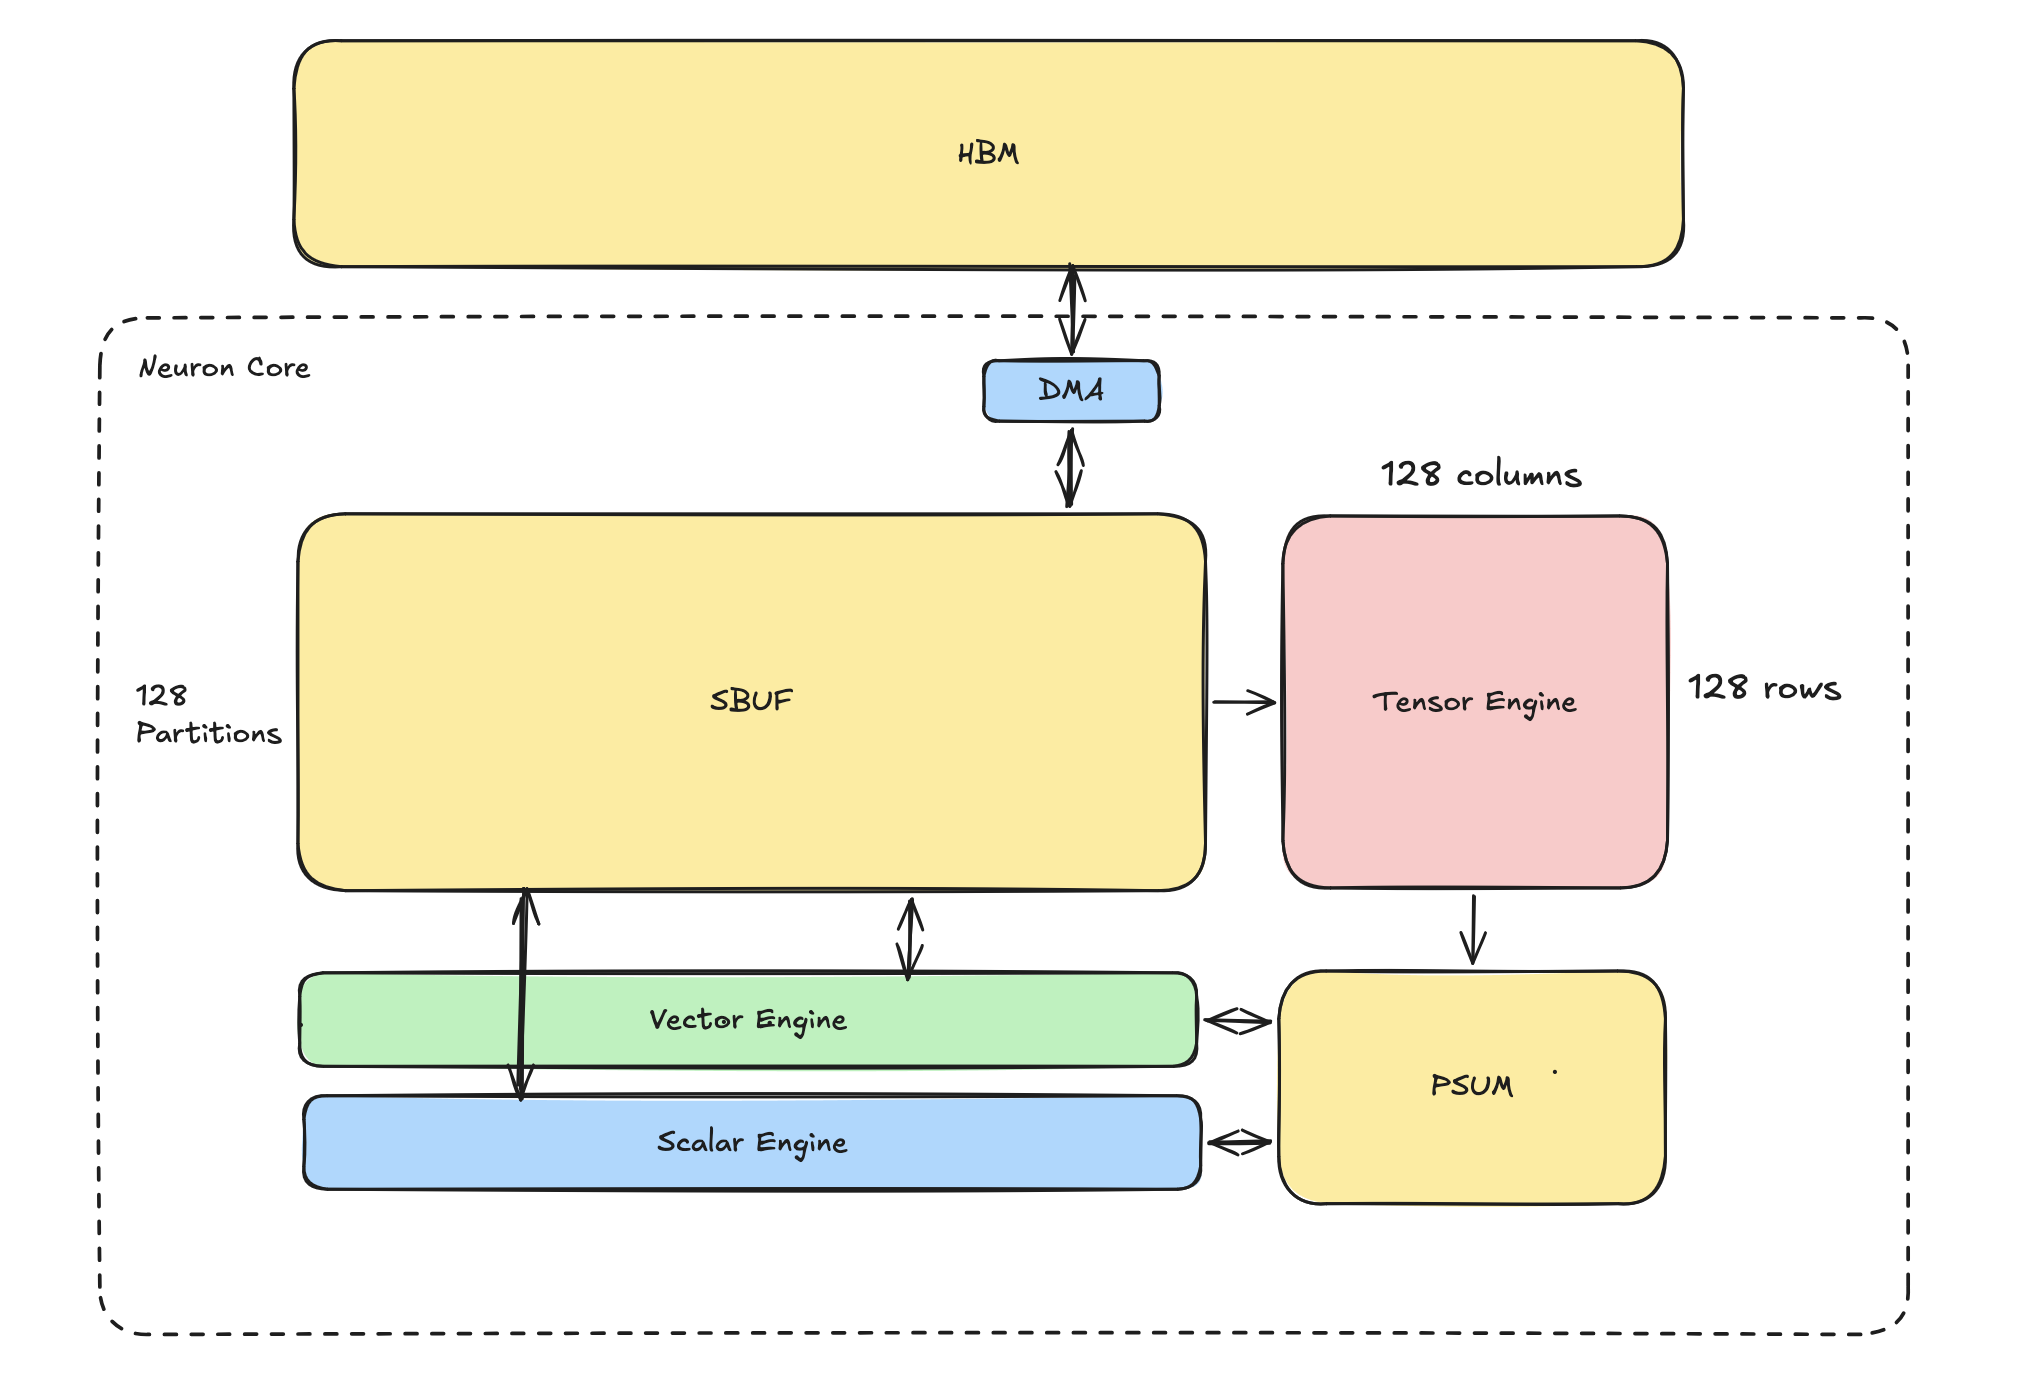 HBM
Neuron Core
DMA
128 columns
128
Partitions
SBUF
Tensor Engine
128 rows
Vector Engine
PSUM
Scalar Engine